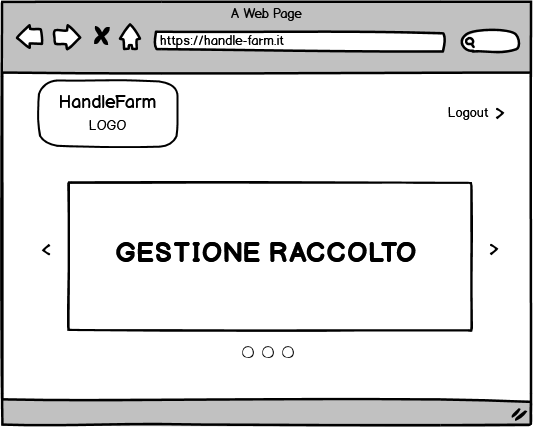 A Web Page
https://handle-farm.it
HandleFarm
LOGO
Logout
GESTIONE RACCOLTO